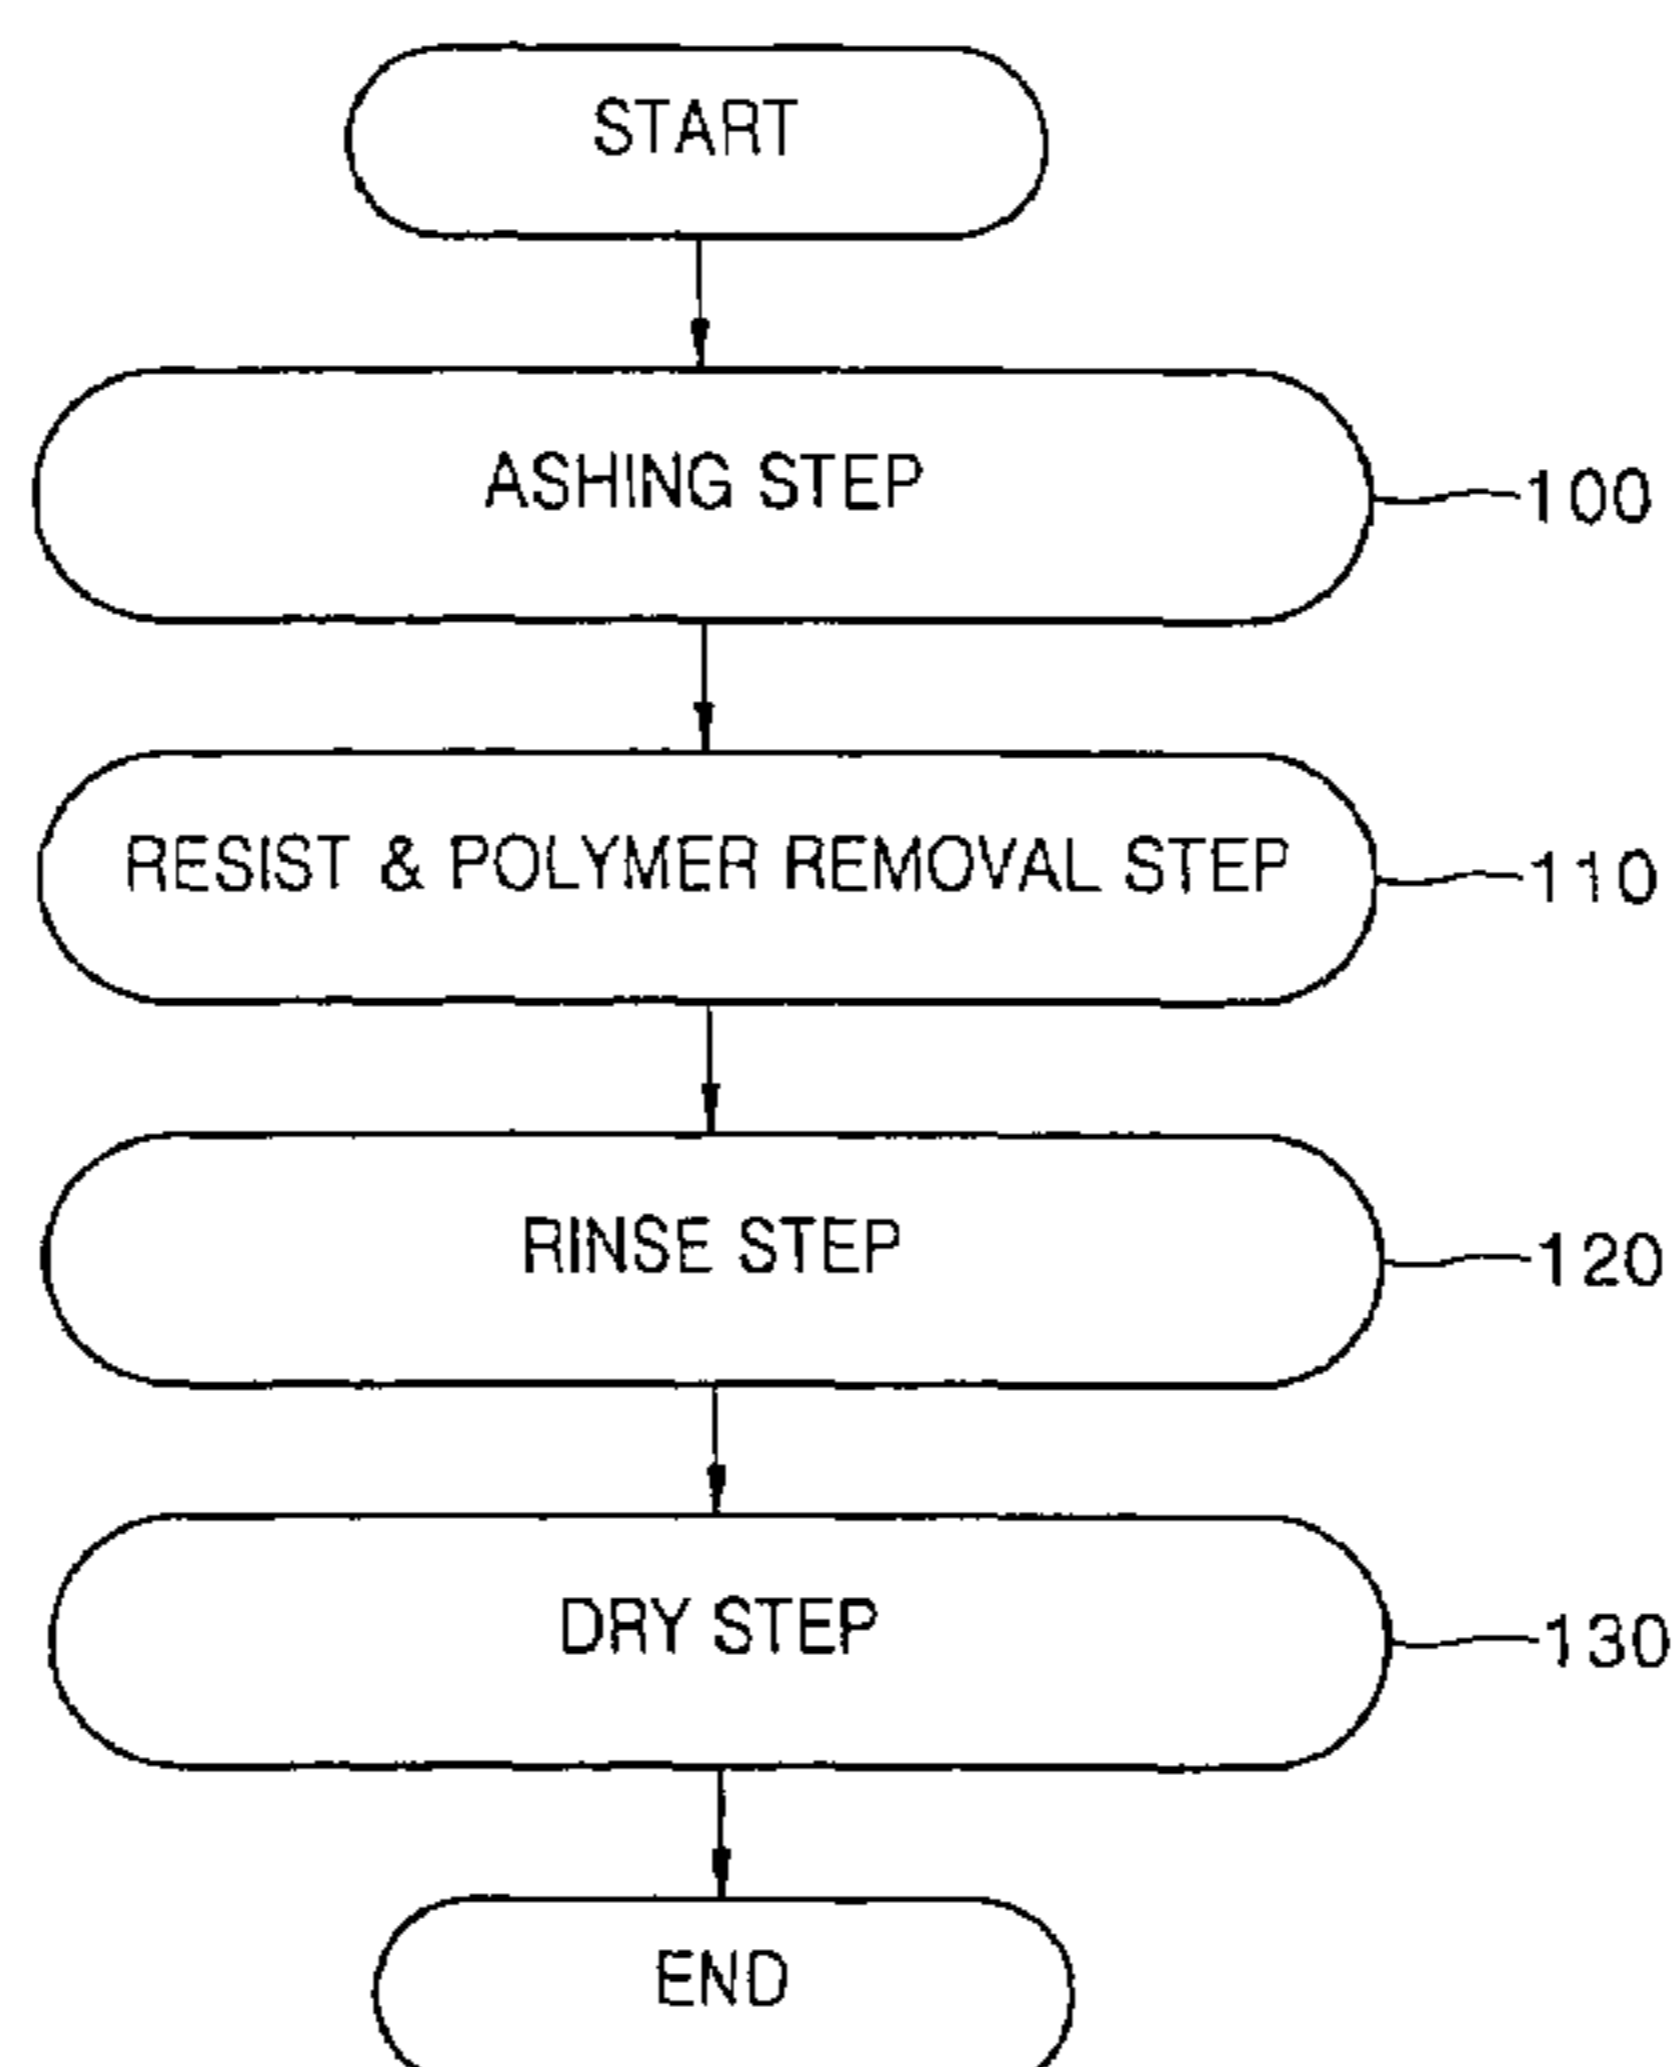 START
ASHING STEP
100
RESIST & POLYMER REMOVAL STEP
110
RINSE STEP
120
DRY STEP
130
END